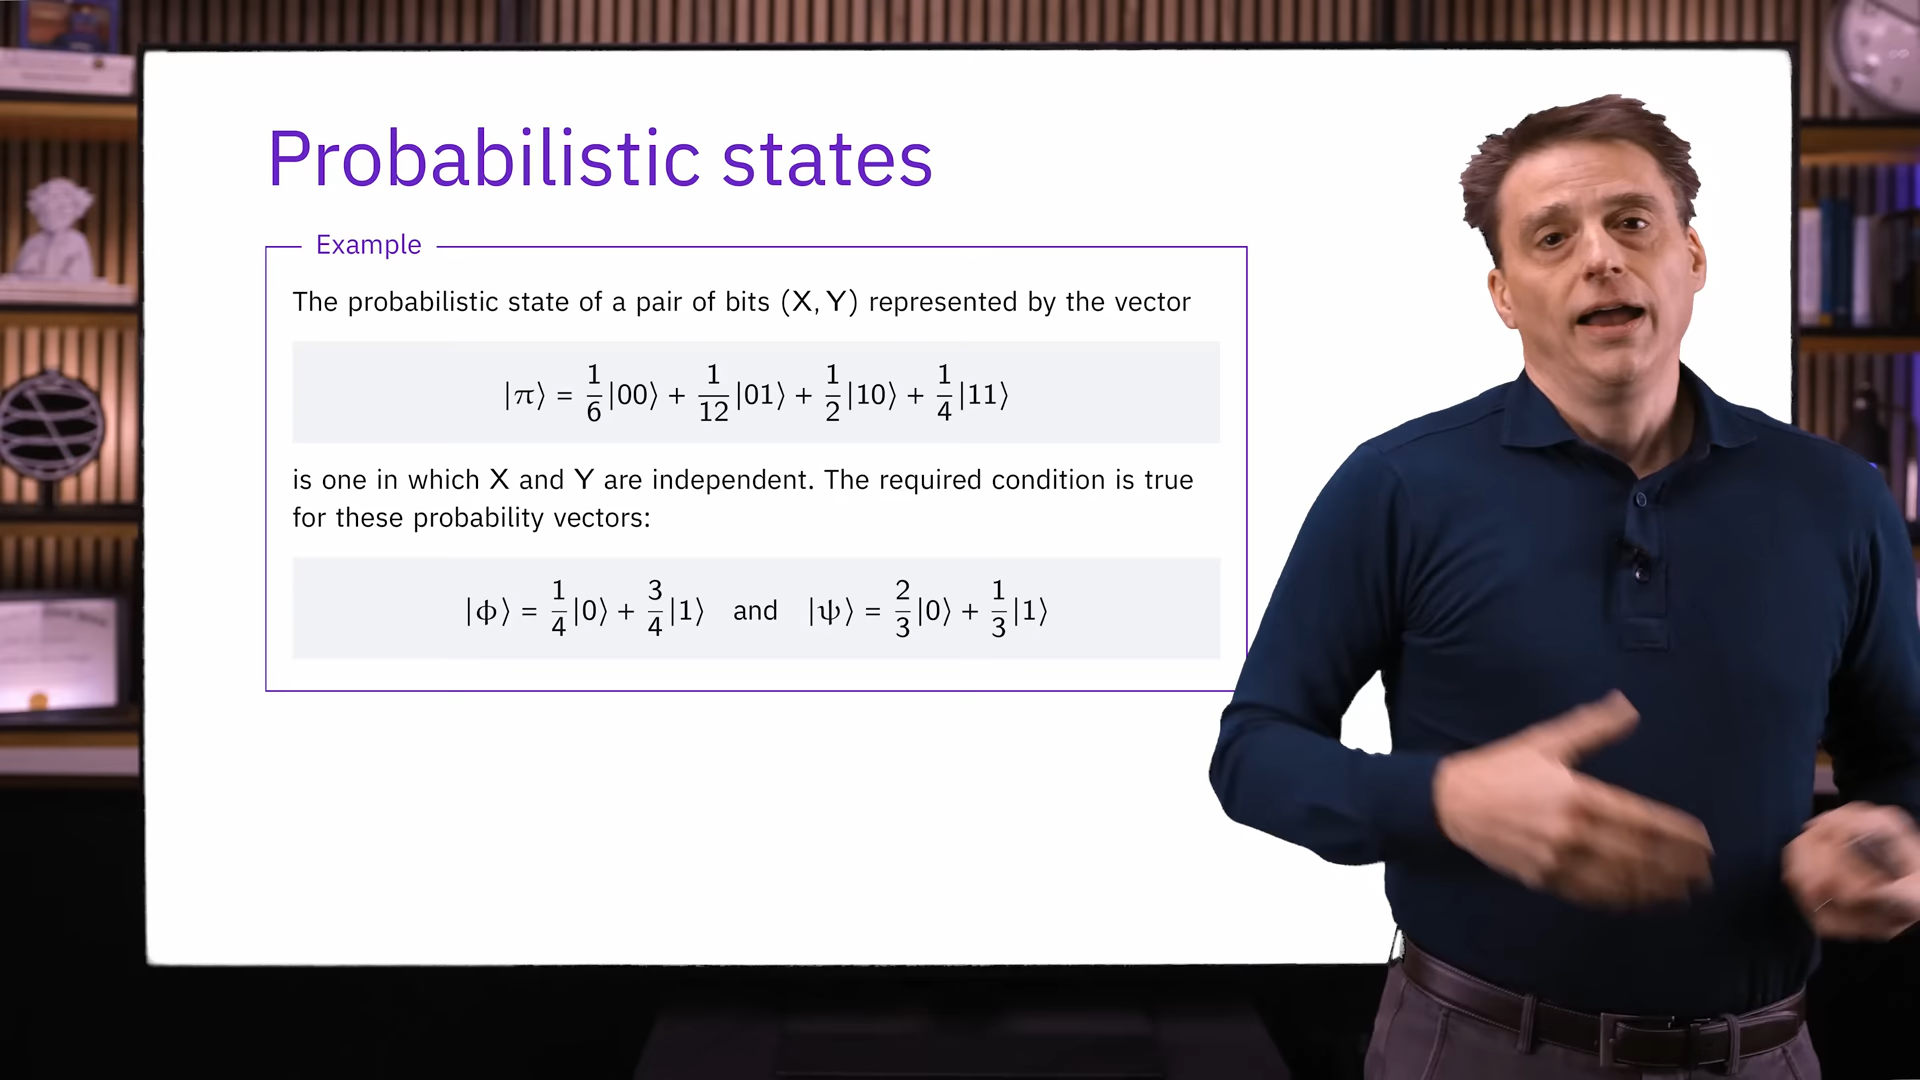 Probabilistic states
Example
The probabilistic state of a pair of bits (X, Y) represented by the vector
|π⟩ = 1/6|00⟩ + 1/12|01⟩ + 1/2|10⟩ + 1/4|11⟩
is one in which X and Y are independent. The required condition is true
for these probability vectors:
|ϕ⟩ = 1/4|0⟩ + 3/4|1⟩ and |ψ⟩ = 2/3|0⟩ + 1/3|1⟩